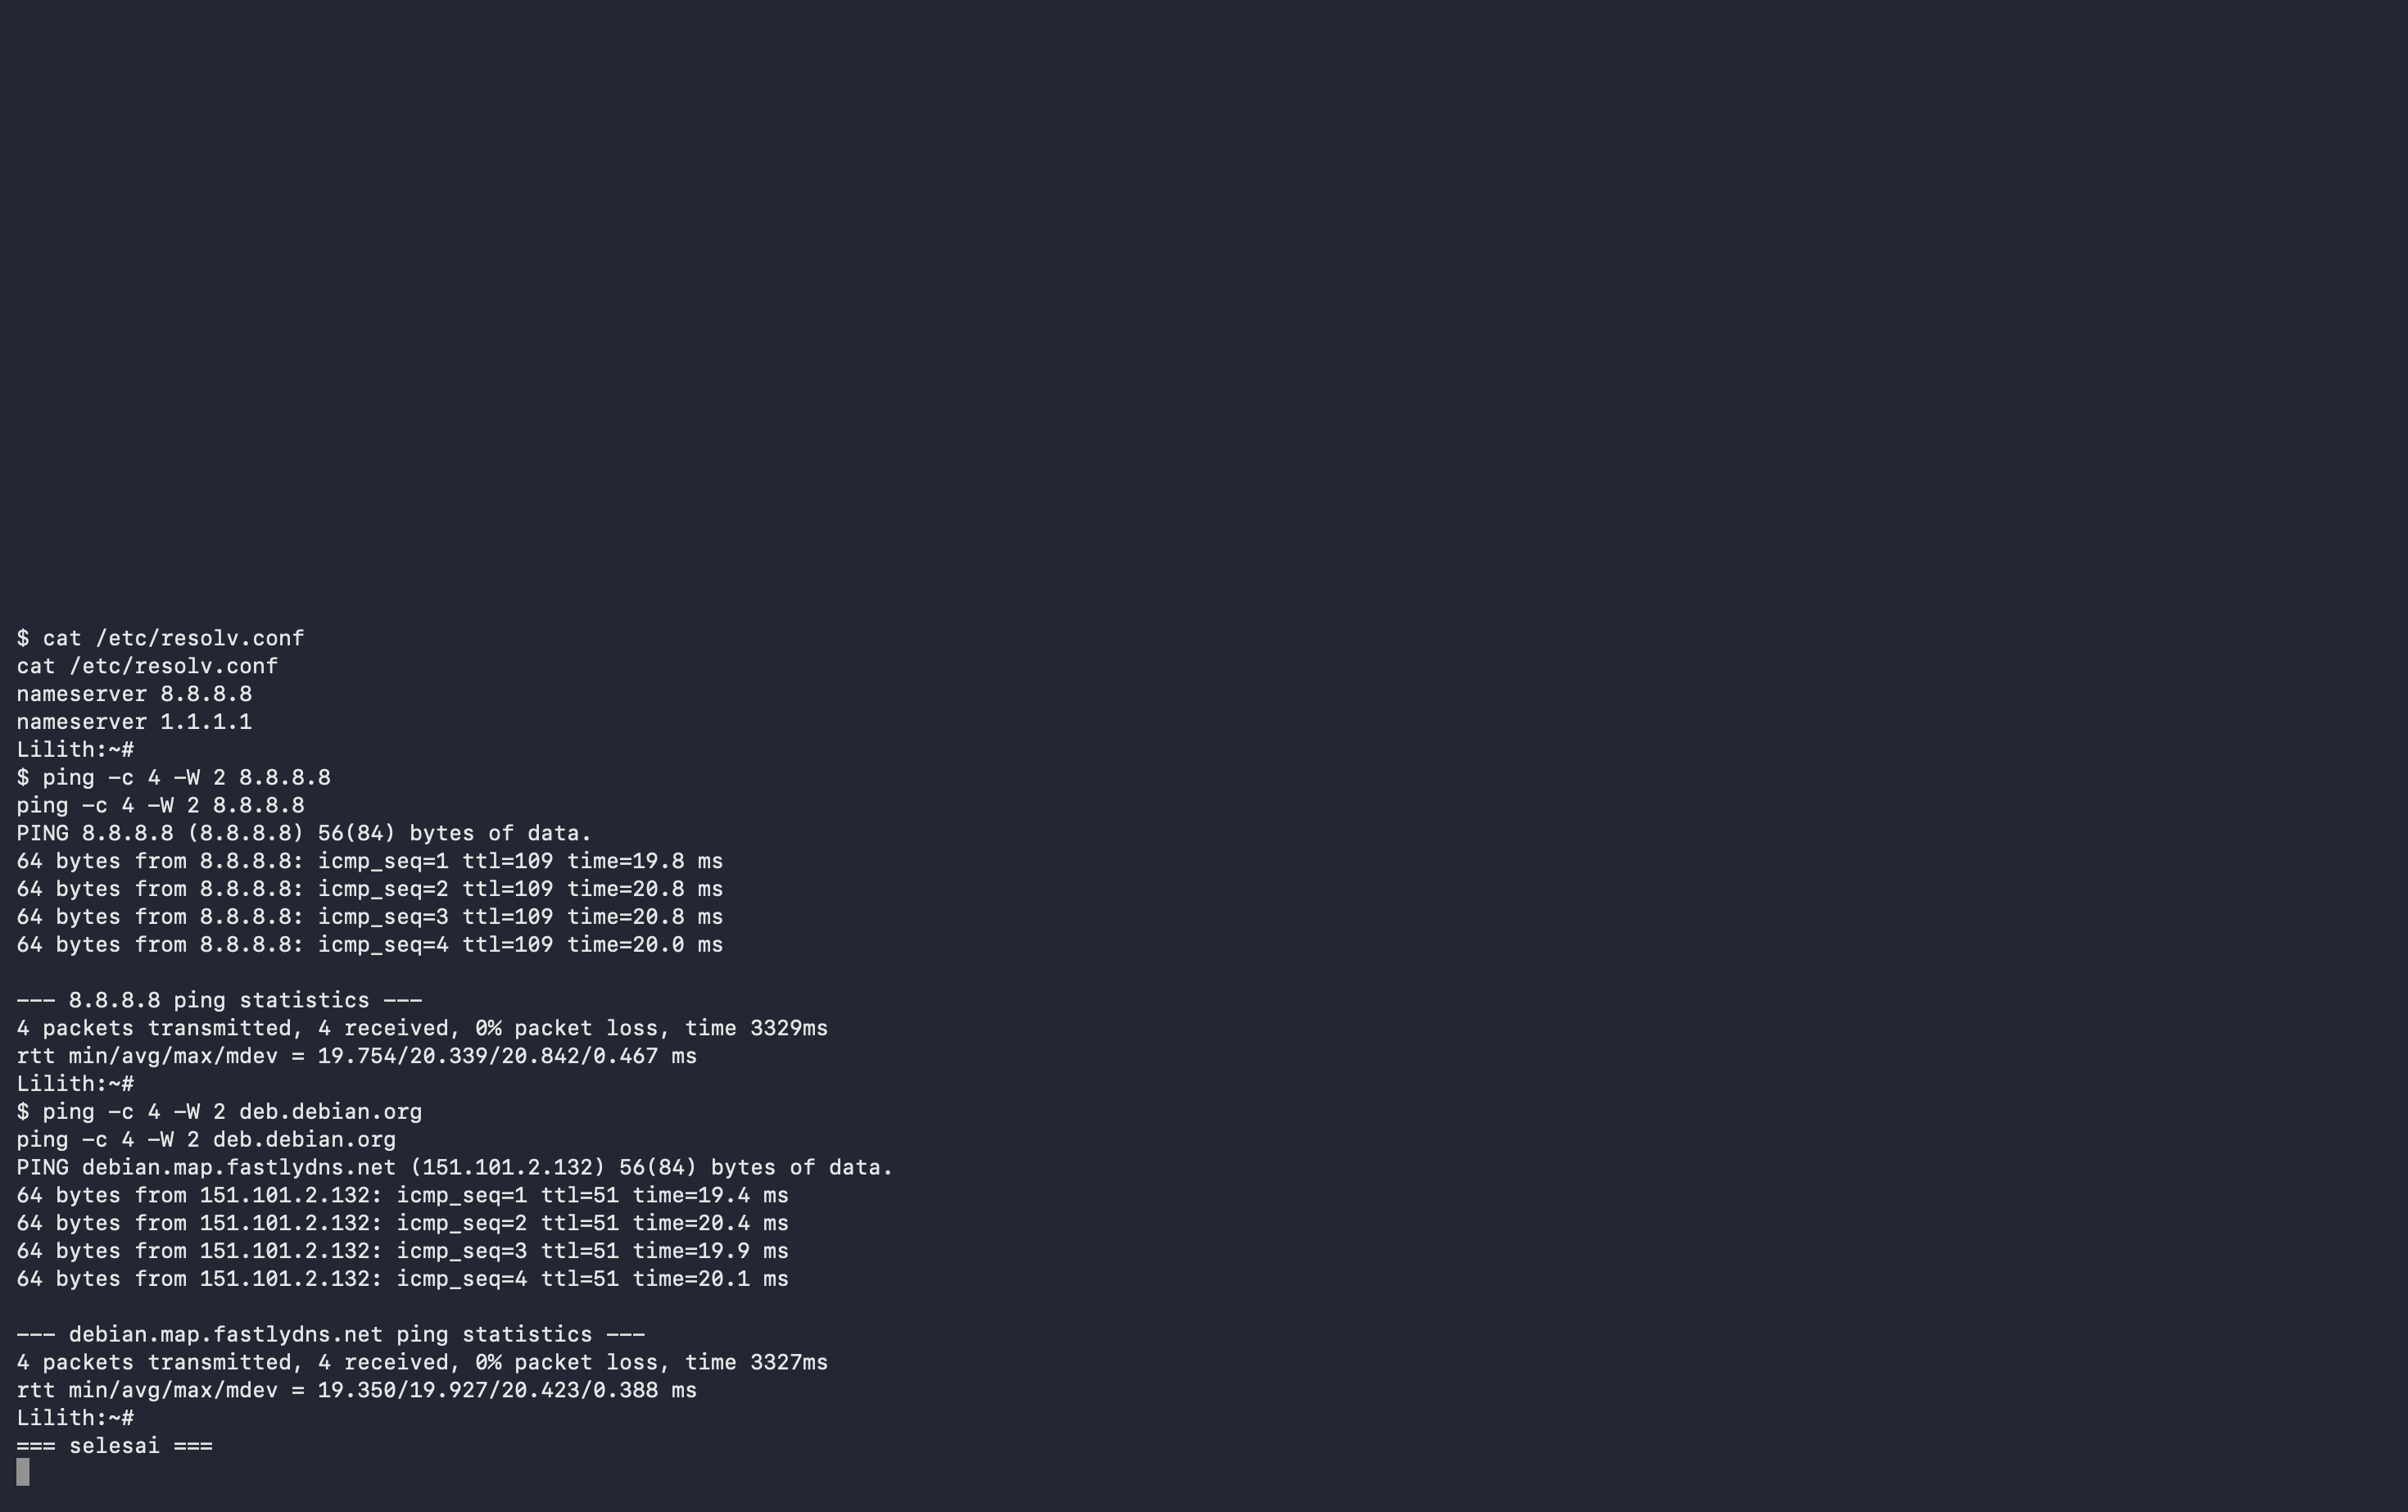 $ cat /etc/resolv.conf
cat /etc/resolv.conf
nameserver 8.8.8.8
nameserver 1.1.1.1
Lilith:~#
$ ping -c 4 -W 2 8.8.8.8
ping -c 4 -W 2 8.8.8.8
PING 8.8.8.8 (8.8.8.8) 56(84) bytes of data.
64 bytes from 8.8.8.8: icmp_seq=1 ttl=109 time=19.8 ms
64 bytes from 8.8.8.8: icmp_seq=2 ttl=109 time=20.8 ms
64 bytes from 8.8.8.8: icmp_seq=3 ttl=109 time=20.8 ms
64 bytes from 8.8.8.8: icmp_seq=4 ttl=109 time=20.0 ms

--- 8.8.8.8 ping statistics ---
4 packets transmitted, 4 received, 0% packet loss, time 3329ms
rtt min/avg/max/mdev = 19.754/20.339/20.842/0.467 ms
Lilith:~#
$ ping -c 4 -W 2 deb.debian.org
ping -c 4 -W 2 deb.debian.org
PING debian.map.fastlydns.net (151.101.2.132) 56(84) bytes of data.
64 bytes from 151.101.2.132: icmp_seq=1 ttl=51 time=19.4 ms
64 bytes from 151.101.2.132: icmp_seq=2 ttl=51 time=20.4 ms
64 bytes from 151.101.2.132: icmp_seq=3 ttl=51 time=19.9 ms
64 bytes from 151.101.2.132: icmp_seq=4 ttl=51 time=20.1 ms

--- debian.map.fastlydns.net ping statistics ---
4 packets transmitted, 4 received, 0% packet loss, time 3327ms
rtt min/avg/max/mdev = 19.350/19.927/20.423/0.388 ms
Lilith:~#
=== selesai ===